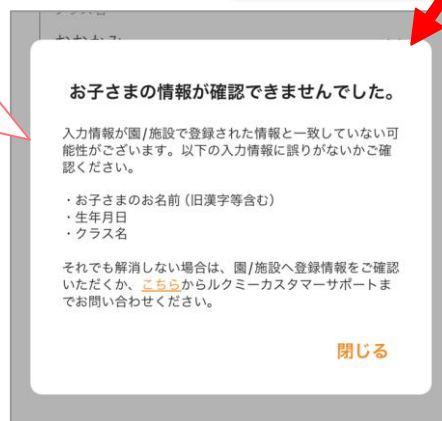 お子さまの情報が確認できませんでした。
入力情報が園/施設で登録された情報と一致していない可
能性がございます。以下の入力情報に誤りがないかご確
認ください。
・お子さまのお名前（旧漢字等含む）
・生年月日
・クラス名
それでも解消しない場合は、園/施設へ登録情報をご確認
いただくか、こちらからルクミーカスタマーサポートま
でお問い合わせください。
閉じる